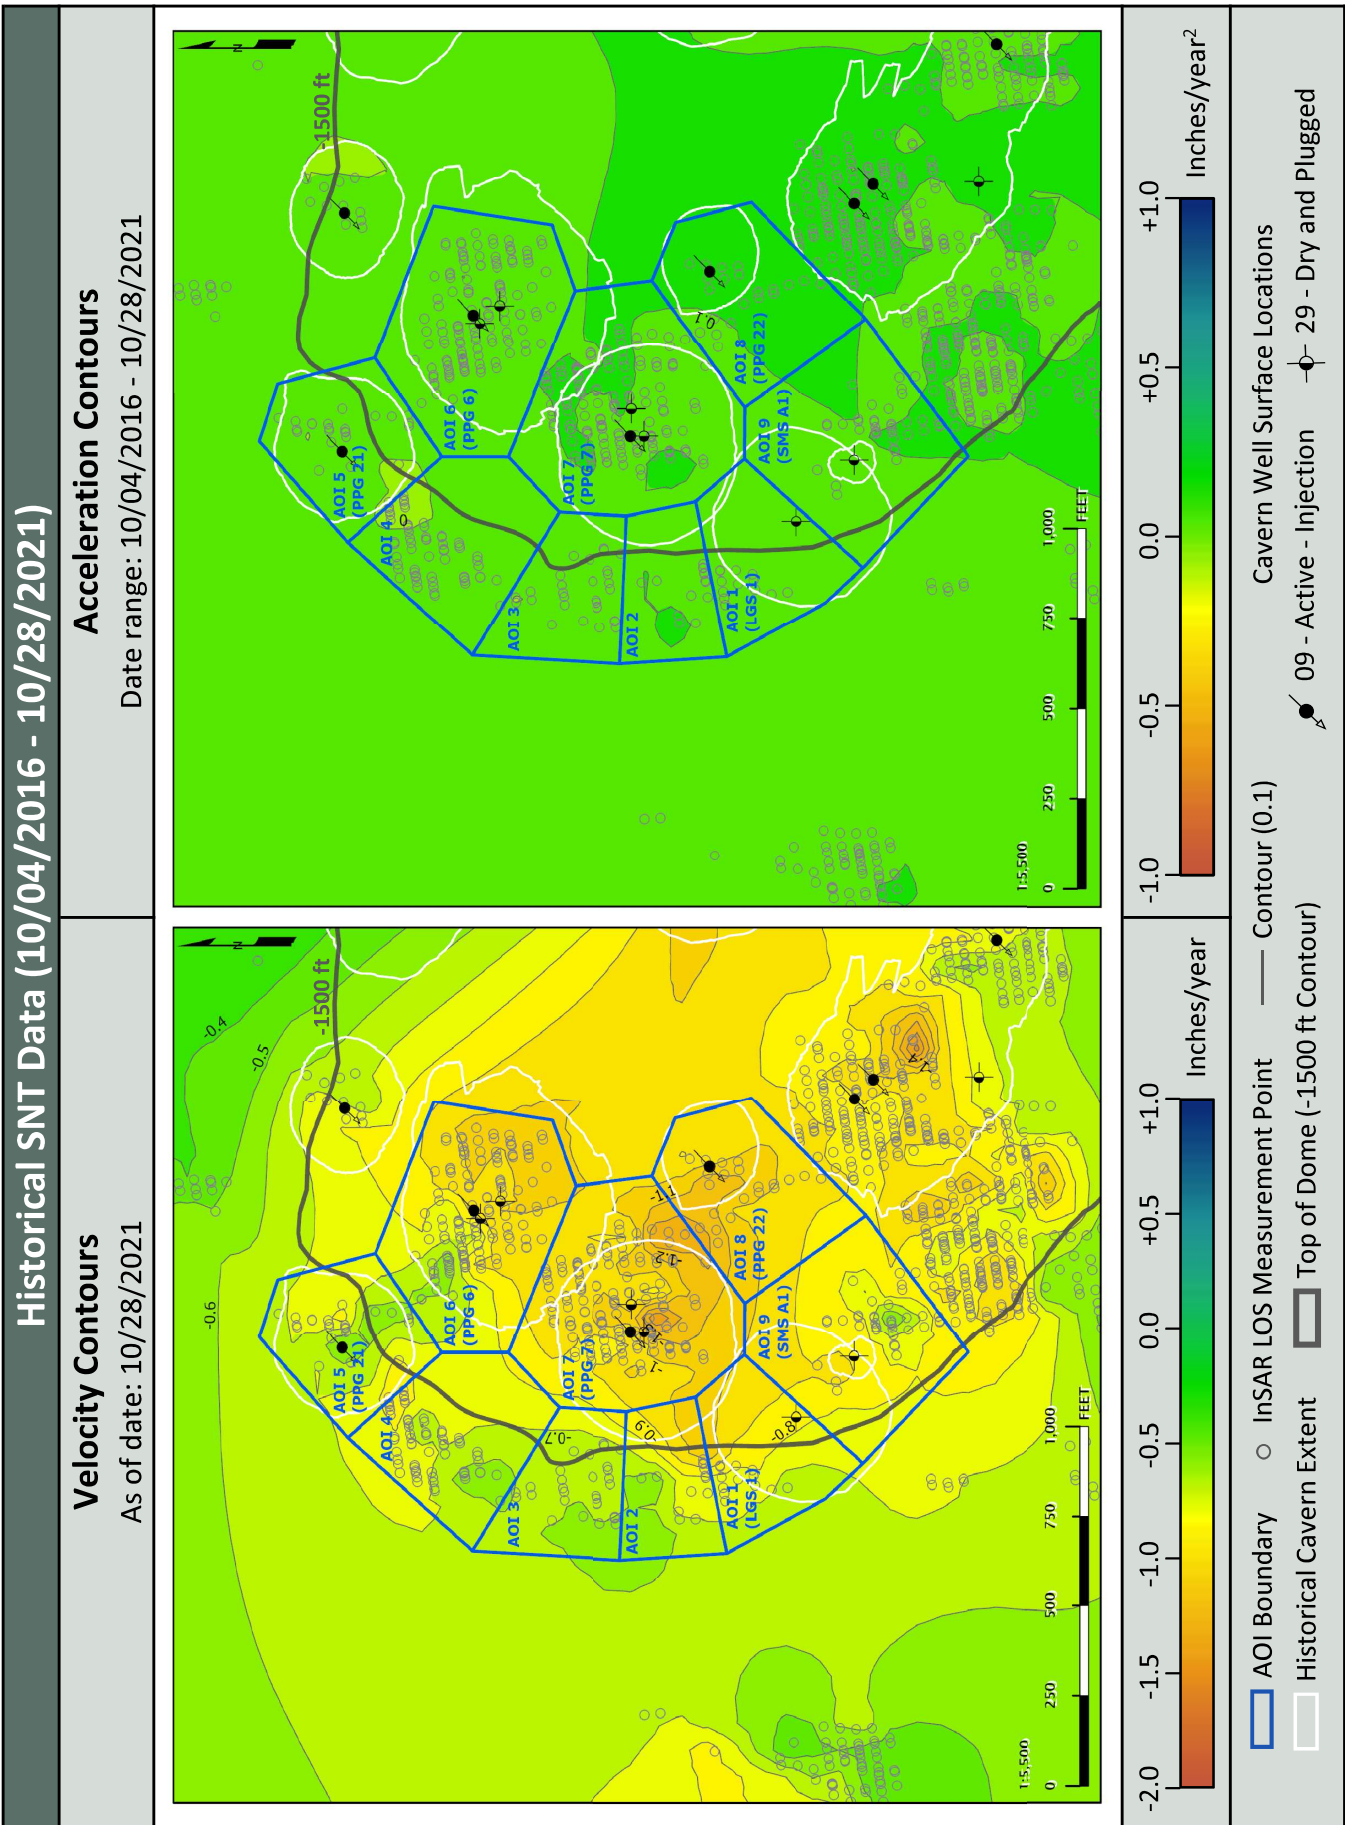 Historical SNT Data (10/04/2016 - 10/28/2021)
Velocity Contours
As of date: 10/28/2021
Acceleration Contours
Date range: 10/04/2016 - 10/28/2021
N
-0.4
-0.5
-0.6
-1500 ft
AOI 5
(PPG 21)
AOI 4
AOI 6
(PPG 6)
AOI 3
AOI 7
(PPG 7)
AOI 2
AOI 8
(PPG 22)
AOI 1
(LGS 1)
AOI 9
(SMS A1)
-0.7
-0.9
-0.8
-1
-1.3
-1.2
-1.1
-1.4
1:5,500
0
250
500
750
1,000
FEET
N
-1500 ft
AOI 5
(PPG 21)
0
AOI 4
AOI 6
(PPG 6)
AOI 3
AOI 7
(PPG 7)
AOI 2
AOI 8
(PPG 22)
0.1
AOI 1
(LGS 1)
AOI 9
(SMS A1)
1:5,500
0
250
500
750
1,000
FEET
-2.0
-1.5
-1.0
-0.5
0.0
+0.5
+1.0
Inches/year
-1.0
-0.5
0.0
+0.5
+1.0
Inches/year2
AOI Boundary
InSAR LOS Measurement Point
Contour (0.1)
Cavern Well Surface Locations
Historical Cavern Extent
Top of Dome (-1500 ft Contour)
09 - Active - Injection
29 - Dry and Plugged